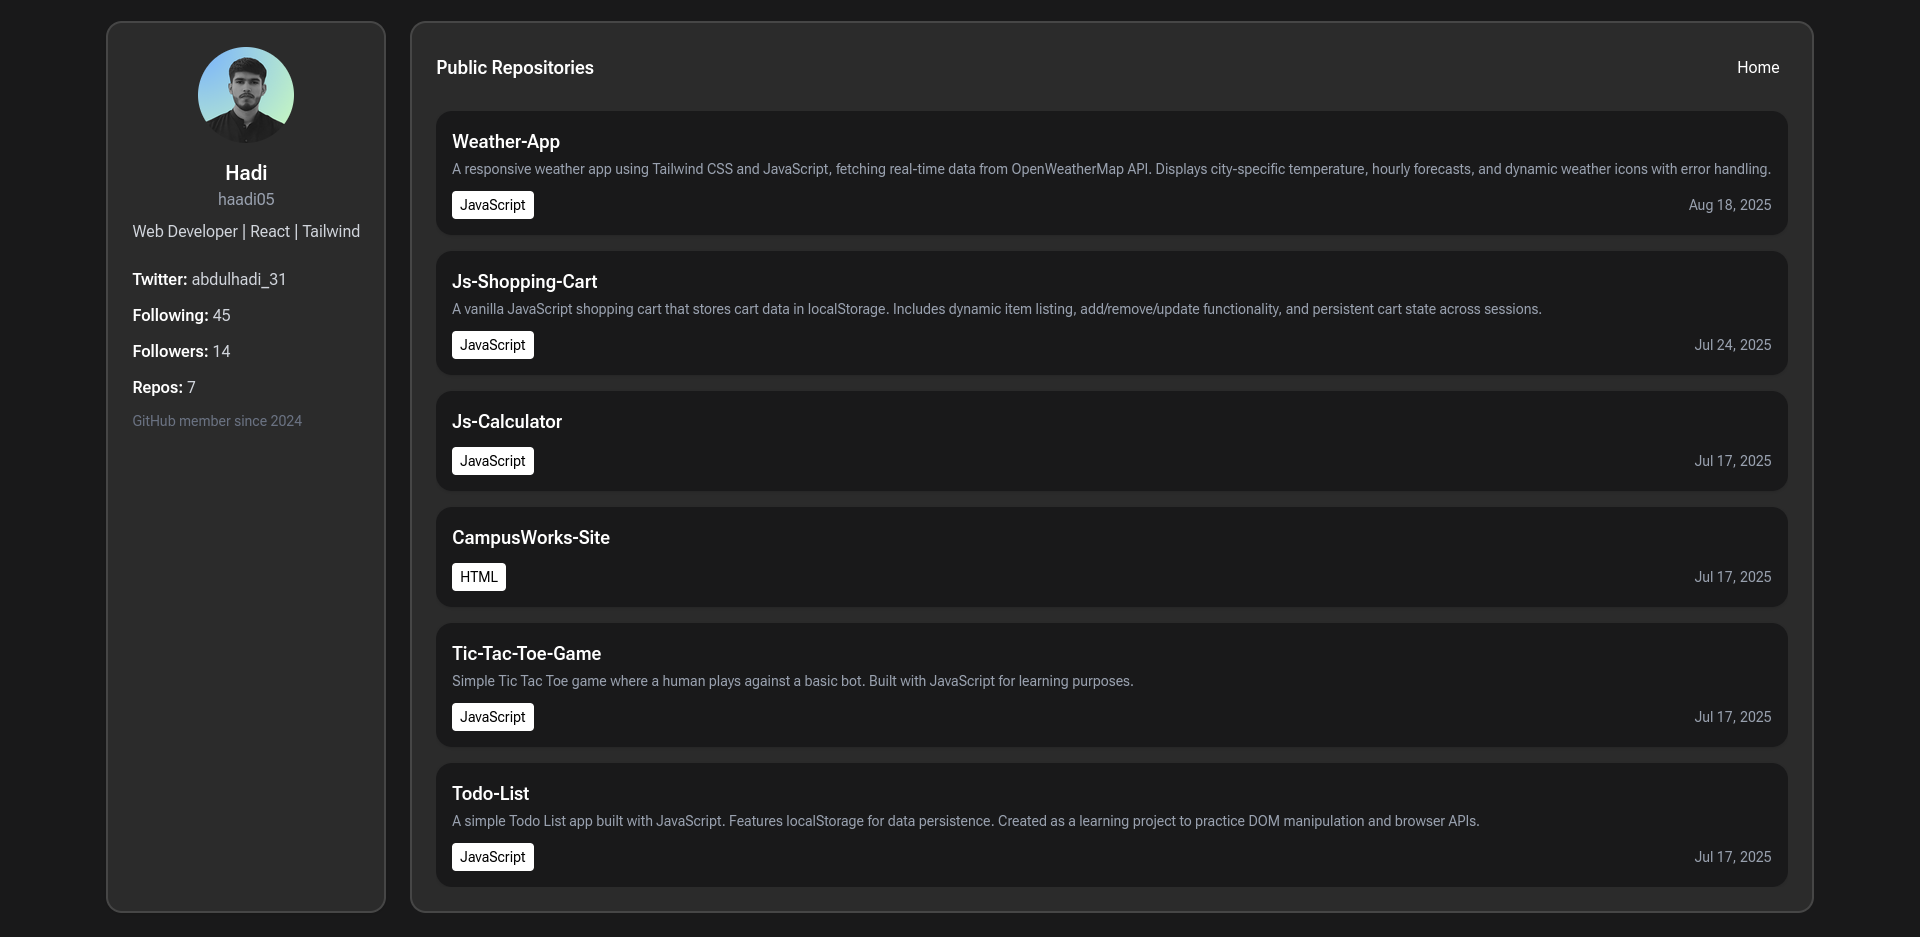 Hadi
haadi05
Web Developer | React | Tailwind
Twitter: abdulhadi_31
Following: 45
Followers: 14
Repos: 7
GitHub member since 2024
Public Repositories
Home
Weather-App
A responsive weather app using Tailwind CSS and JavaScript, fetching real-time data from OpenWeatherMap API. Displays city-specific temperature, hourly forecasts, and dynamic weather icons with error handling.
JavaScript
Aug 18, 2025
Js-Shopping-Cart
A vanilla JavaScript shopping cart that stores cart data in localStorage. Includes dynamic item listing, add/remove/update functionality, and persistent cart state across sessions.
JavaScript
Jul 24, 2025
Js-Calculator
JavaScript
Jul 17, 2025
CampusWorks-Site
HTML
Jul 17, 2025
Tic-Tac-Toe-Game
Simple Tic Tac Toe game where a human plays against a basic bot. Built with JavaScript for learning purposes.
JavaScript
Jul 17, 2025
Todo-List
A simple Todo List app built with JavaScript. Features localStorage for data persistence. Created as a learning project to practice DOM manipulation and browser APIs.
JavaScript
Jul 17, 2025